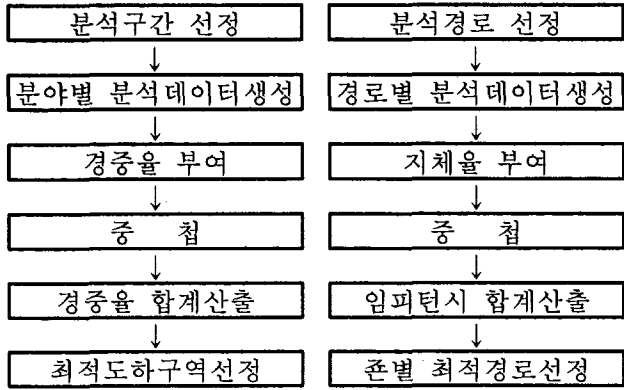 분석구간 선정
분야별 분석데이터생성
경중율 부여
중 첩
경중율 합계산출
최적도하구역선정
분석경로 선정
경로별 분석데이터생성
지체율 부여
중 첩
임피턴시 합계산출
죤별 최적경로선정